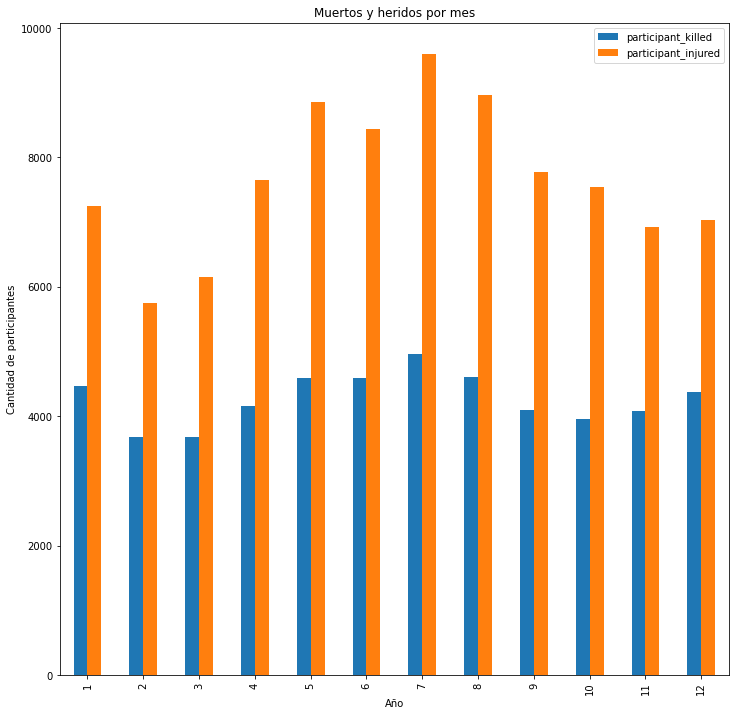 Muertos y heridos por mes
participant_killed
participant_injured
Cantidad de participantes
10000
8000
6000
4000
2000
0
1 2 3 4 5 6 7 8 9 10 11 12
Año